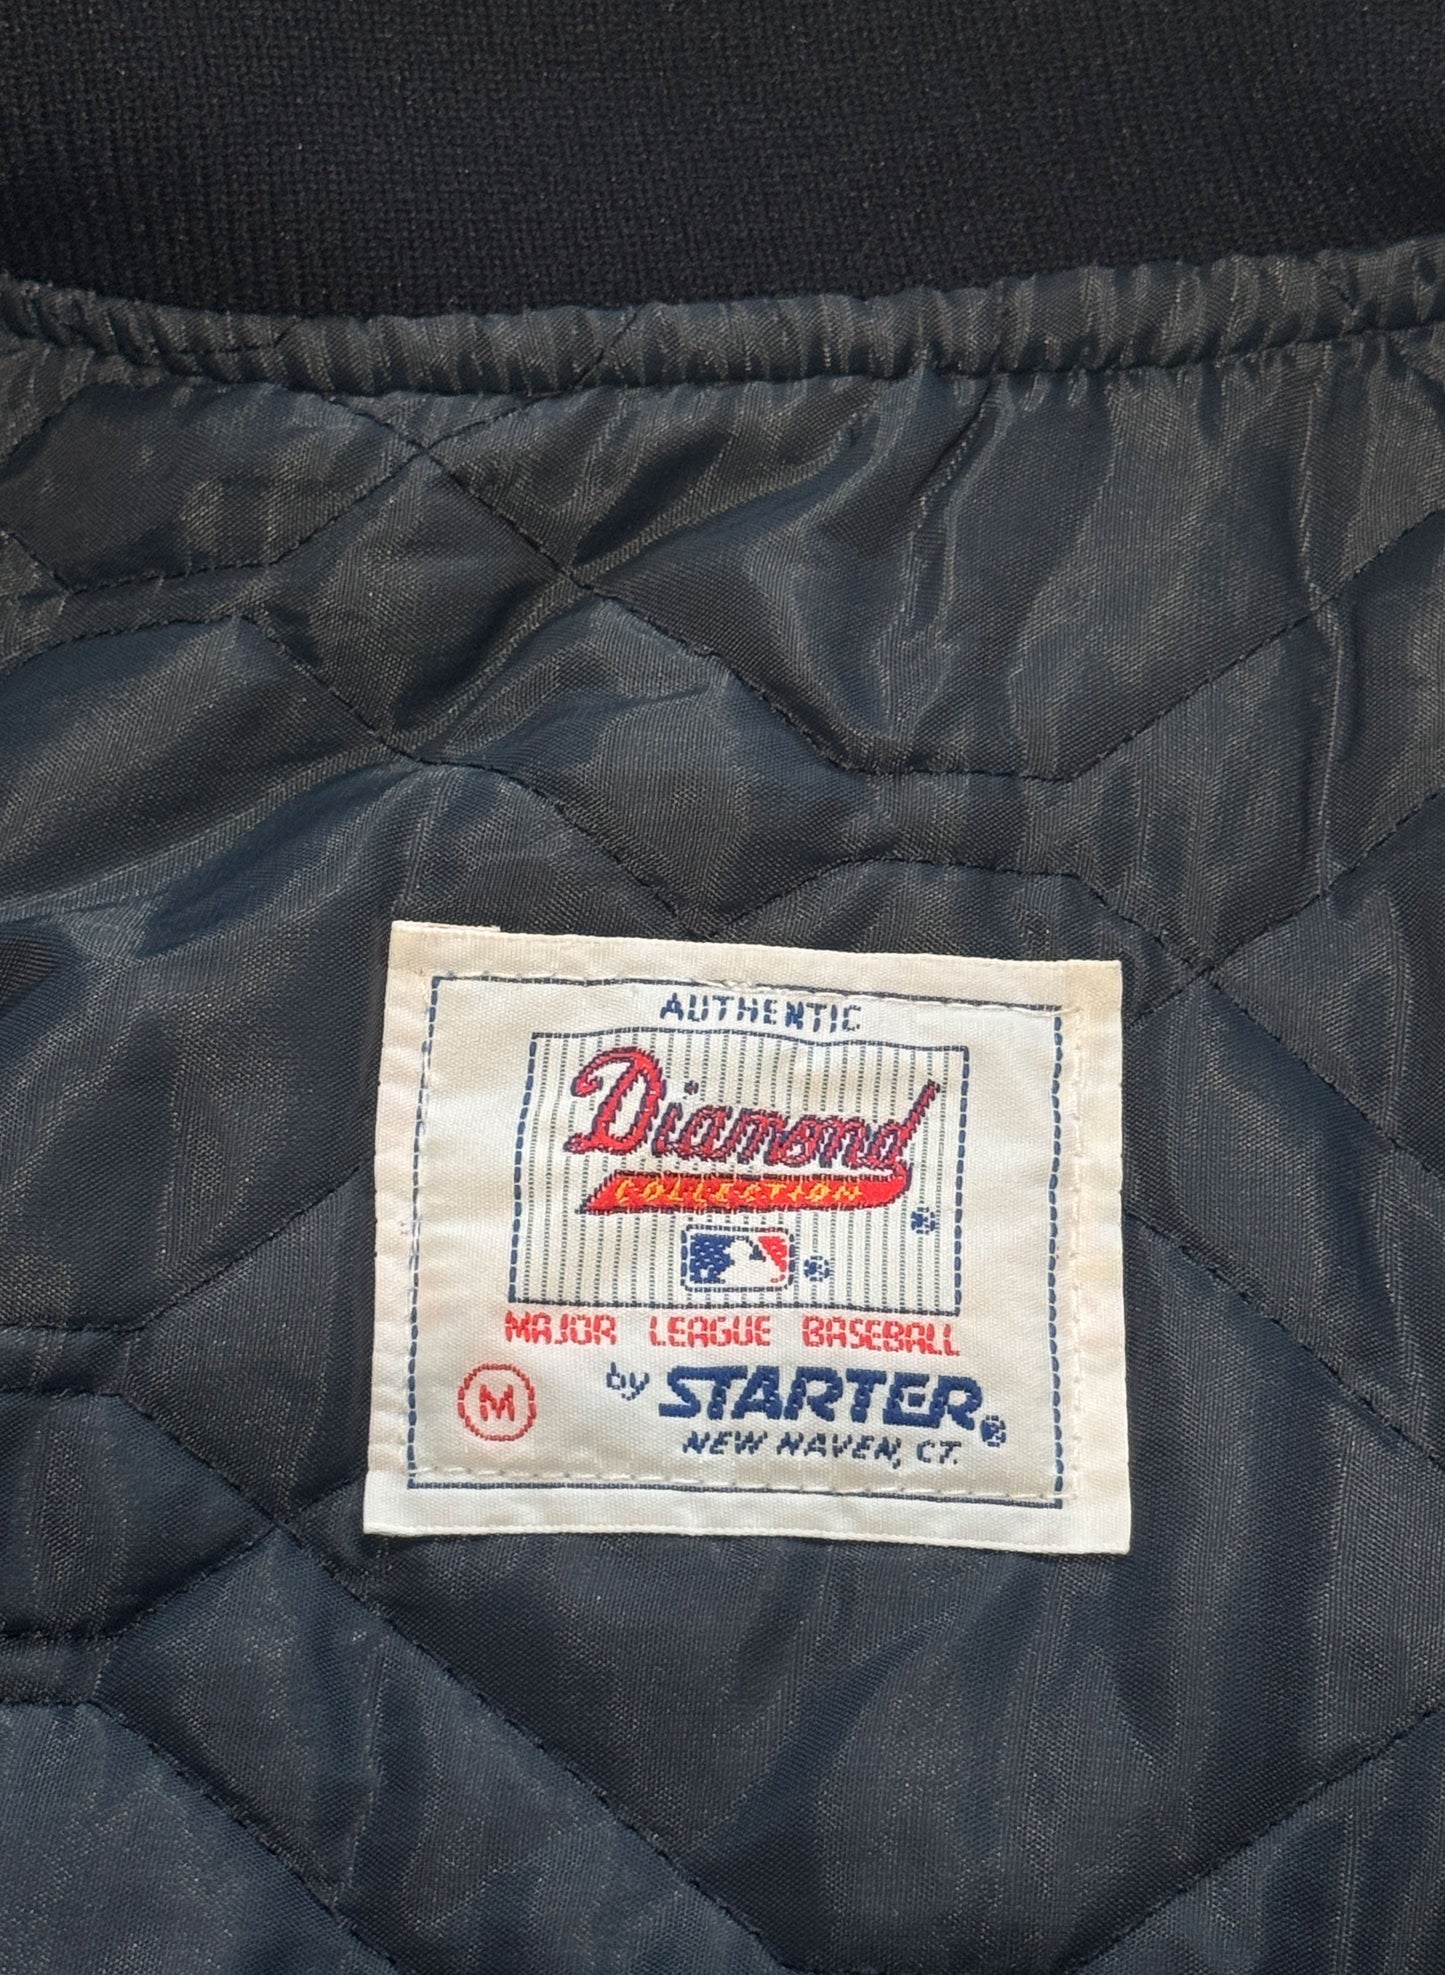 AUTHENTIC
Diamond
COLLECTION
MAJOR LEAGUE BASEBALL
M
by STARTER®
NEW HAVEN, CT.